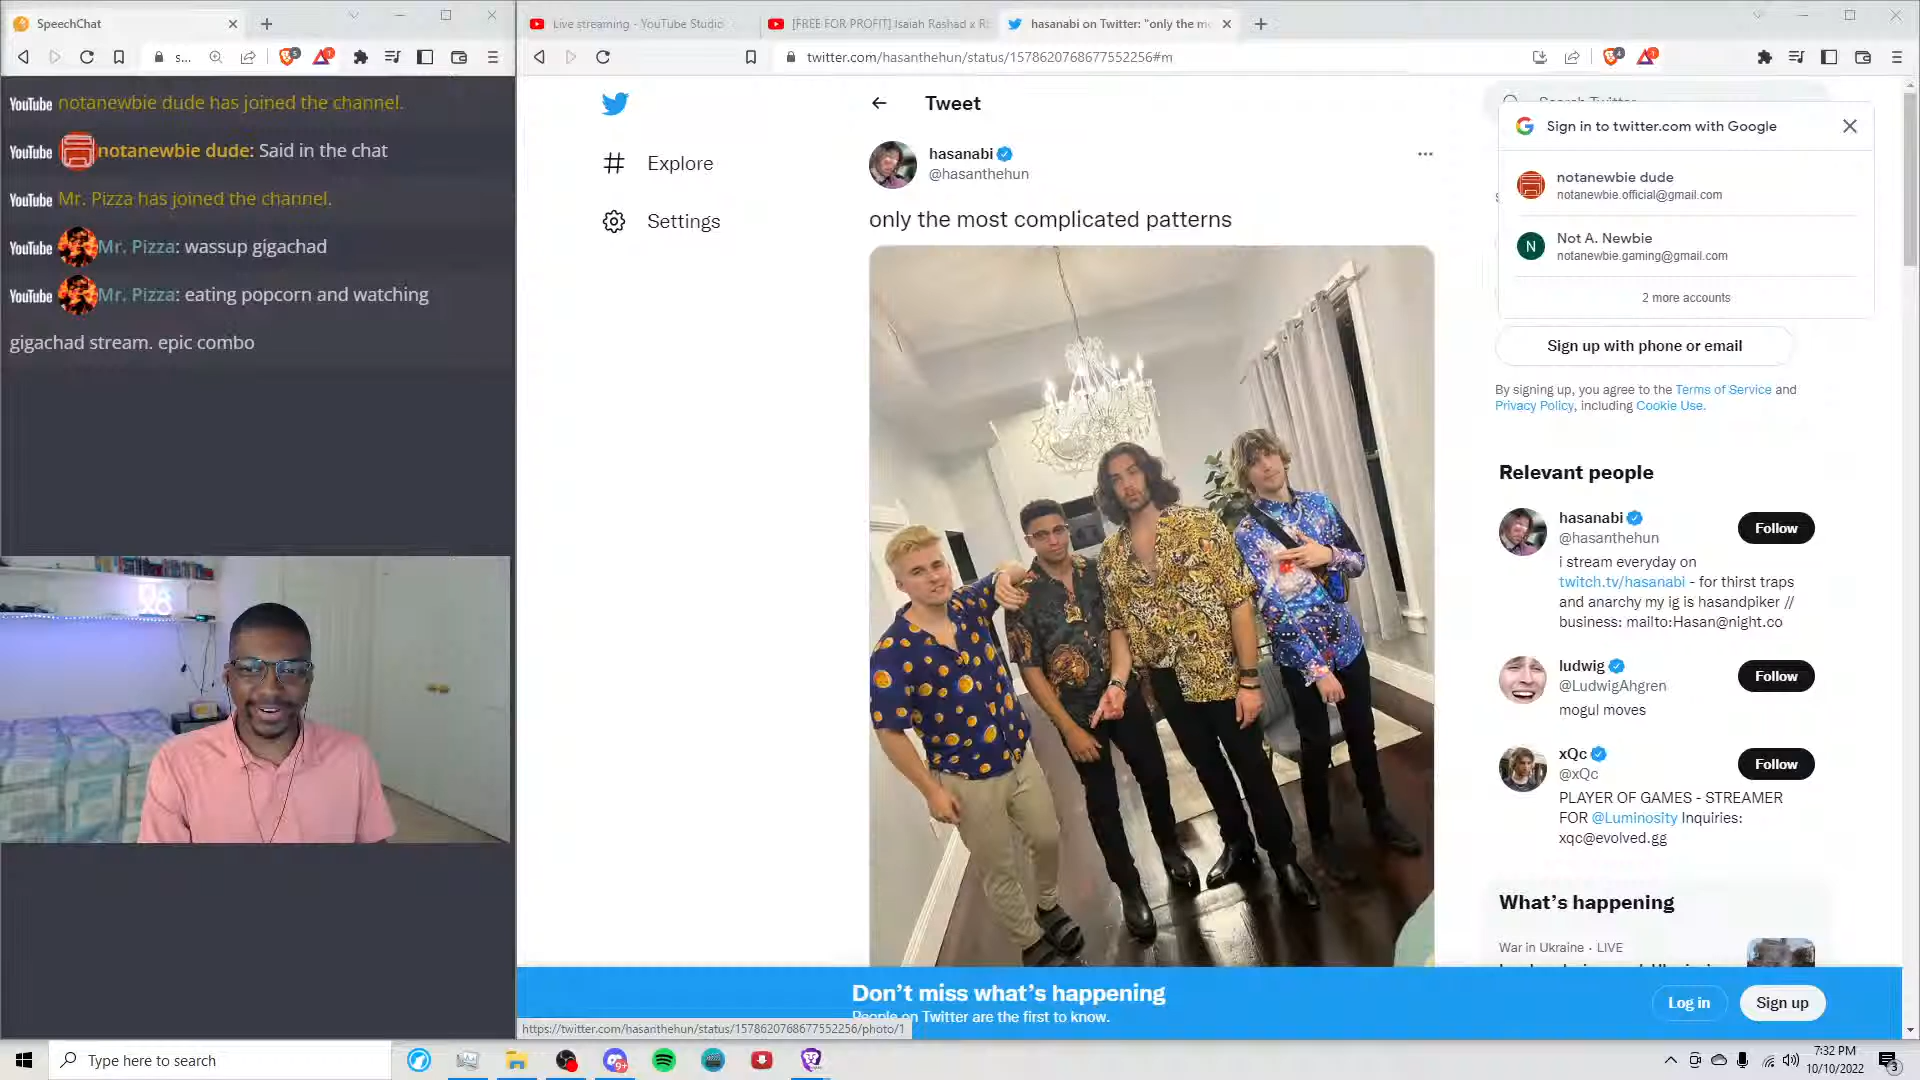 SpeechChat
s...
YouTube notanewbie dude has joined the channel.
YouTube notanewbie dude: Said in the chat
YouTube Mr. Pizza has joined the channel.
YouTube Mr. Pizza: wassup gigachad
YouTube Mr. Pizza: eating popcorn and watching
gigachad stream. epic combo
Live streaming - YouTube Studio
[FREE FOR PROFIT] Isaiah Rashad x R
hasanabi on Twitter: "only the m
twitter.com/hasanthehun/status/1578620768677552256#m
Explore
Settings
Tweet
hasanabi
@hasanthehun
only the most complicated patterns
Search Twitter
Sign in to twitter.com with Google
notanewbie dude
notanewbie.official@gmail.com
N
Not A. Newbie
notanewbie.gaming@gmail.com
2 more accounts
Sign up with phone or email
By signing up, you agree to the Terms of Service and
Privacy Policy, including Cookie Use.
Relevant people
hasanabi
@hasanthehun
Follow
i stream everyday on
twitch.tv/hasanabi - for thirst traps
and anarchy my ig is hasandpiker //
business: mailto:Hasan@night.co
ludwig
@LudwigAhgren
Follow
mogul moves
xQc
@xQc
Follow
PLAYER OF GAMES - STREAMER
FOR @Luminosity Inquiries:
xqc@evolved.gg
What's happening
War in Ukraine · LIVE
Don't miss what's happening
People on Twitter are the first to know.
Log in
Sign up
https://twitter.com/hasanthehun/status/1578620768677552256/photo/1
Type here to search
9+
7:32 PM
10/10/2022
3